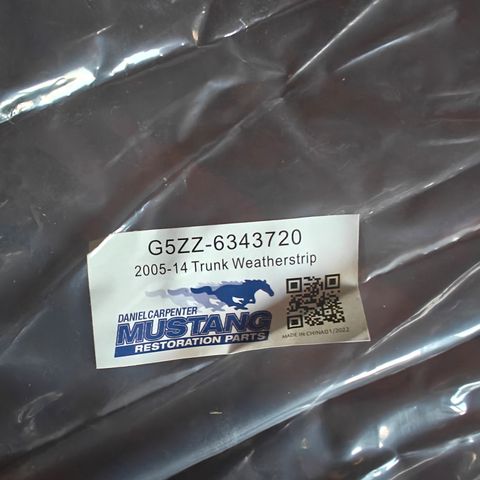 G5ZZ-6343720
2005-14 Trunk Weatherstrip
DANIEL CARPENTER
MUSTANG
RESTORATION PARTS
MADE IN CHINA 01/2022